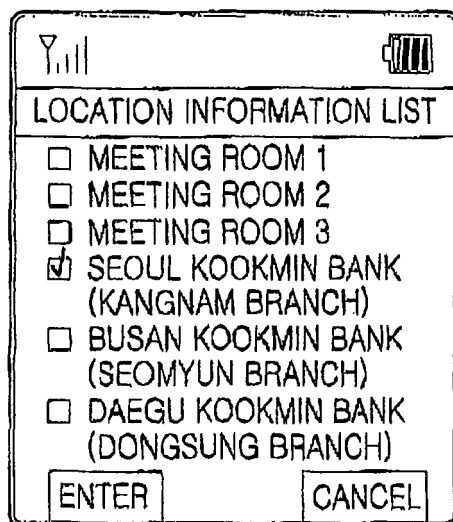 LOCATION INFORMATION LIST
MEETING ROOM 1
MEETING ROOM 2
MEETING ROOM 3
SEOUL KOOKMIN BANK
(KANGNAM BRANCH)
BUSAN KOOKMIN BANK
(SEOMYUN BRANCH)
DAEGU KOOKMIN BANK
(DONGSUNG BRANCH)
ENTER CANCEL